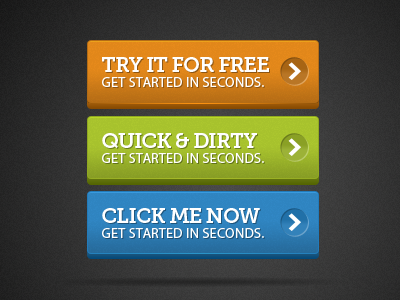 TRY IT FOR FREE
GET STARTED IN SECONDS.
QUICK & DIRTY
GET STARTED IN SECONDS.
CLICK ME NOW
GET STARTED IN SECONDS.